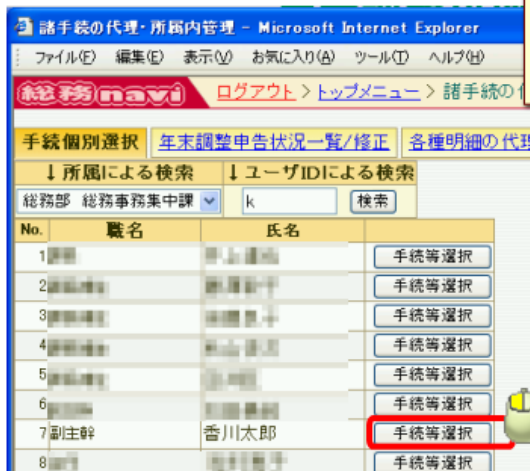 諸手続の代理・所属内管理 - Microsoft Internet Explorer
ファイル(F) 編集(E) 表示(V) お気に入り(A) ツール(T) ヘルプ(H)
総務navi ログアウト > トップメニュー > 諸手続の
手続個別選択 年末調整申告状況一覧/修正 各種明細の代理
↓所属による検索 ↓ユーザIDによる検索
総務部 総務事務集中課 k 検索
No. 職名 氏名
1 手続等選択
2 手続等選択
3 手続等選択
4 手続等選択
5 手続等選択
6 手続等選択
7 副主幹 香川太郎 手続等選択
8 手続等選択